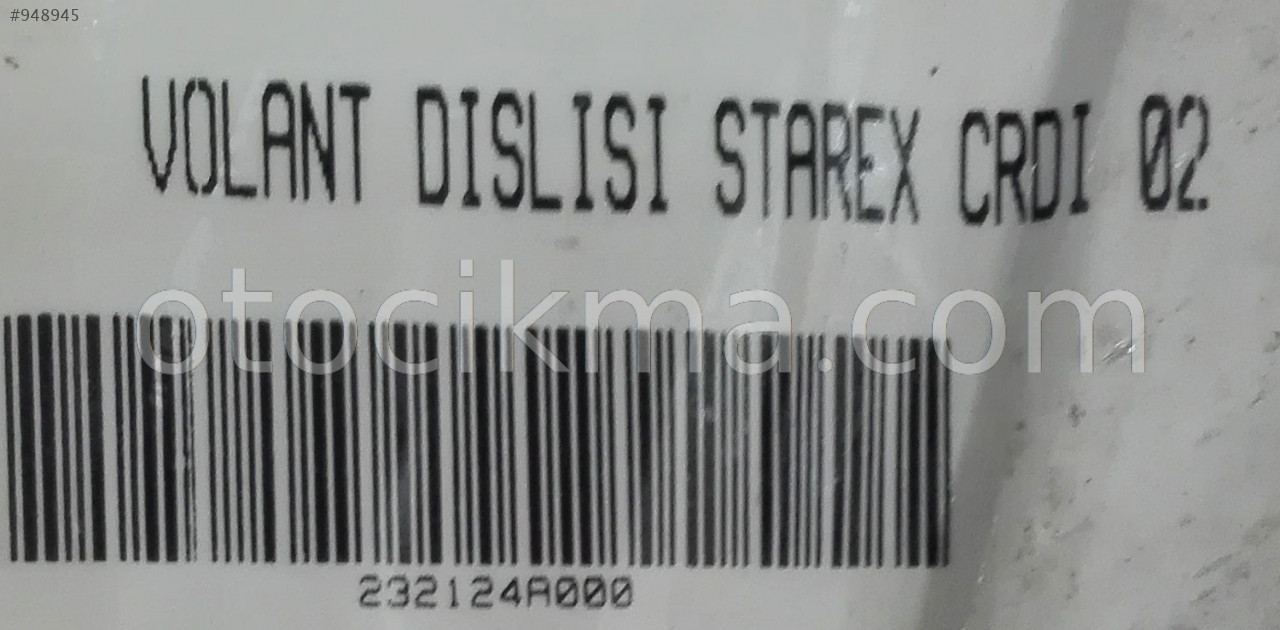 #948945
VOLANT DISLISI STAREX CRDI 02
otocikma.com
232124A000